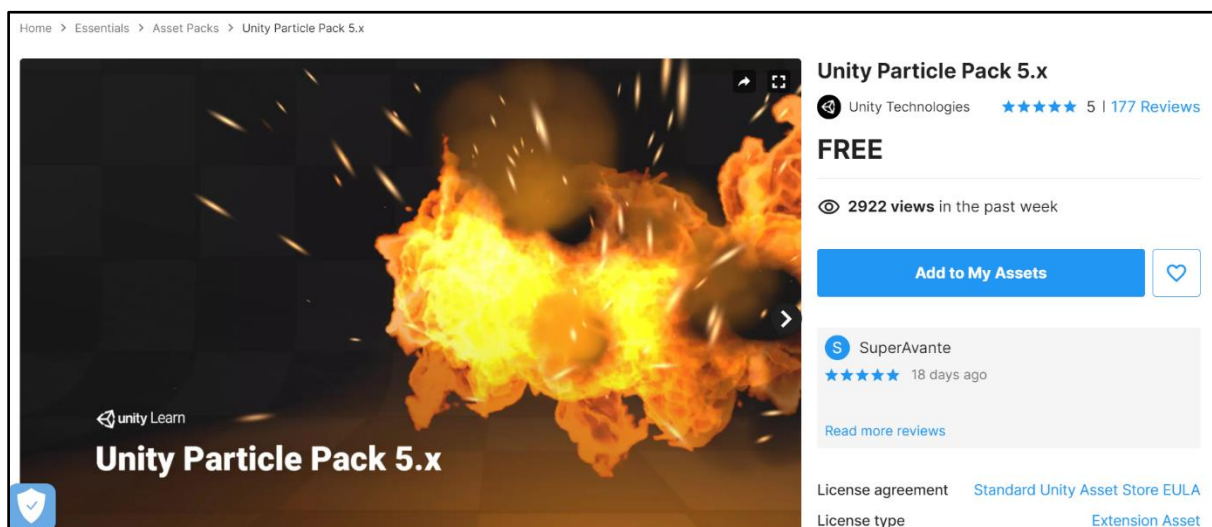 Home > Essentials > Asset Packs > Unity Particle Pack 5.x
unity Learn
Unity Particle Pack 5.x
Unity Particle Pack 5.x
Unity Technologies ★★★★★ 5 | 177 Reviews
FREE
2922 views in the past week
Add to My Assets
S SuperAvante
★★★★★ 18 days ago
Read more reviews
License agreement Standard Unity Asset Store EULA
License type Extension Asset